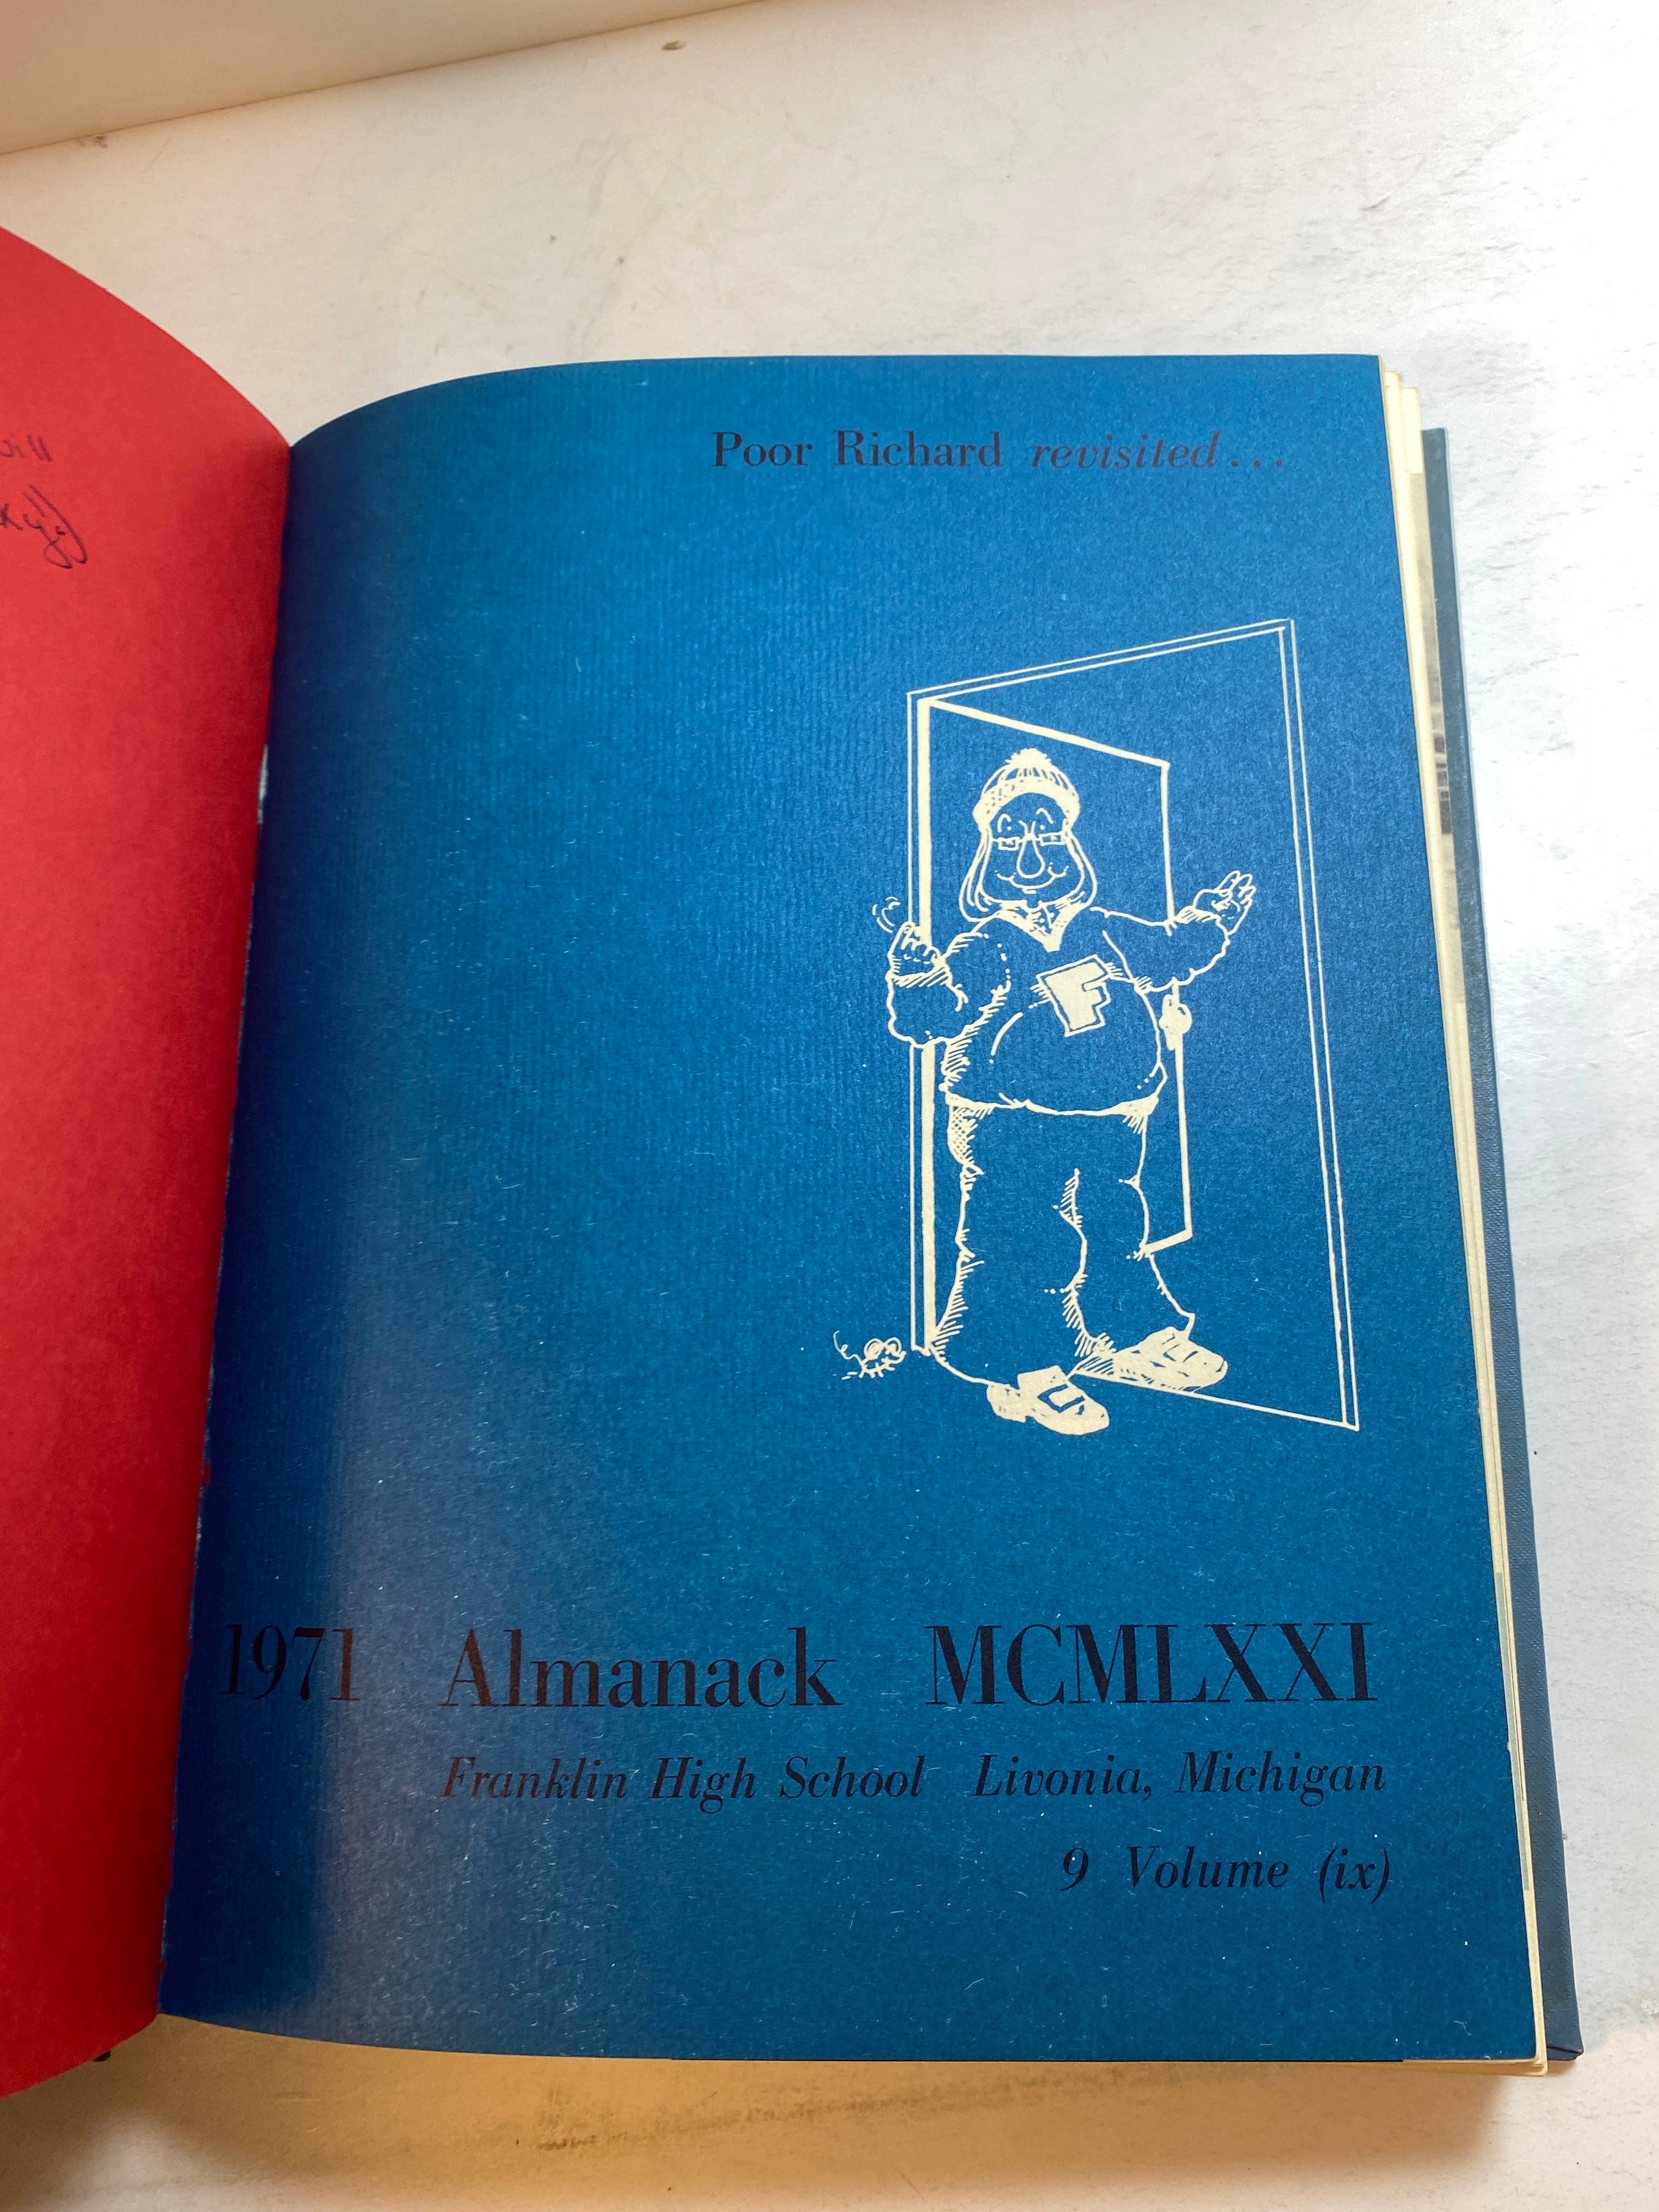 Poor Richard revisited...
F
1971 Almanack MCMLXXI
Franklin High School Livonia, Michigan
9 Volume (ix)